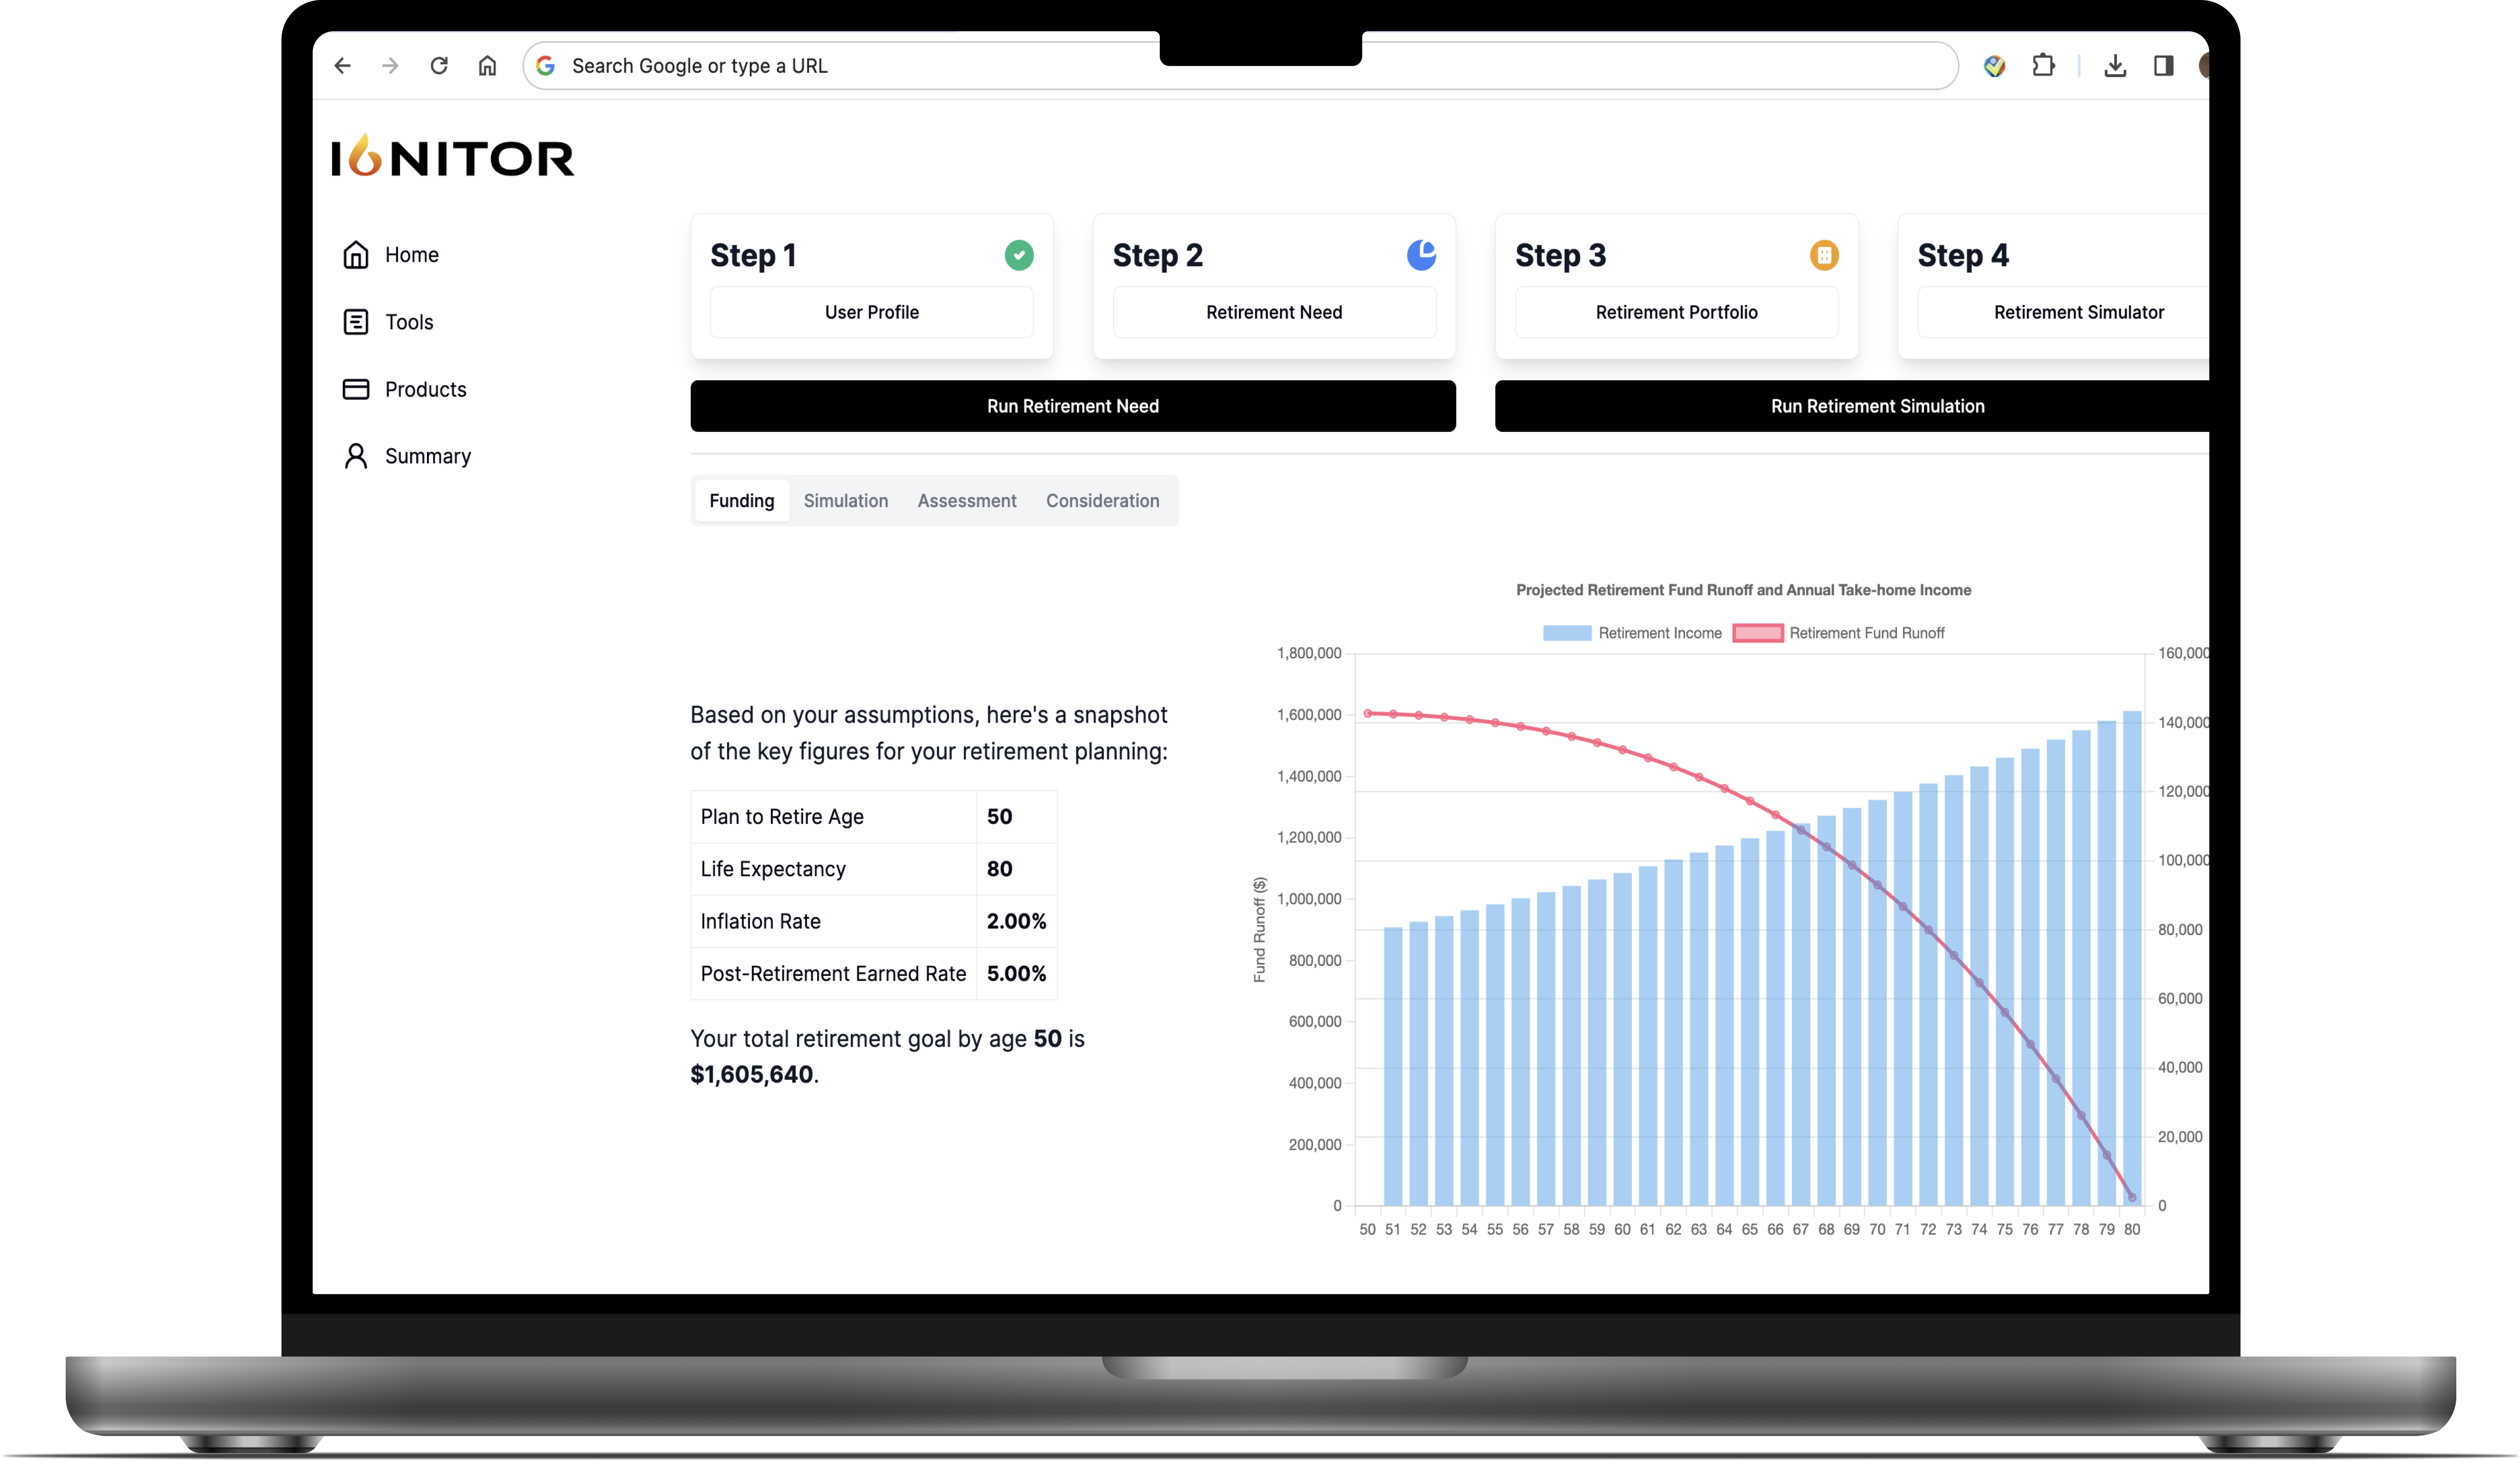 Search Google or type a URL
IGNITOR
Home
Tools
Products
Summary
Step 1
User Profile
Step 2
Retirement Need
Step 3
Retirement Portfolio
Step 4
Retirement Simulator
Run Retirement Need
Run Retirement Simulation
Funding Simulation Assessment Consideration
Based on your assumptions, here's a snapshot
of the key figures for your retirement planning:
Plan to Retire Age 50
Life Expectancy 80
Inflation Rate 2.00%
Post-Retirement Earned Rate 5.00%
Your total retirement goal by age 50 is
$1,605,640.
Projected Retirement Fund Runoff and Annual Take-home Income
Retirement Income Retirement Fund Runoff
Fund Runoff ($)
1,800,000
1,600,000
1,400,000
1,200,000
1,000,000
800,000
600,000
400,000
200,000
0
160,000
140,000
120,000
100,000
80,000
60,000
40,000
20,000
0
50 51 52 53 54 55 56 57 58 59 60 61 62 63 64 65 66 67 68 69 70 71 72 73 74 75 76 77 78 79 80